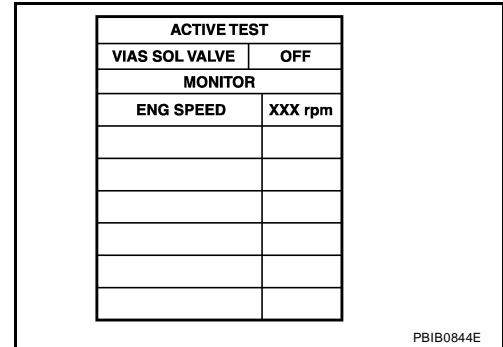 ACTIVE TEST
VIAS SOL VALVE OFF
MONITOR
ENG SPEED XXX rpm
PBIB0844E